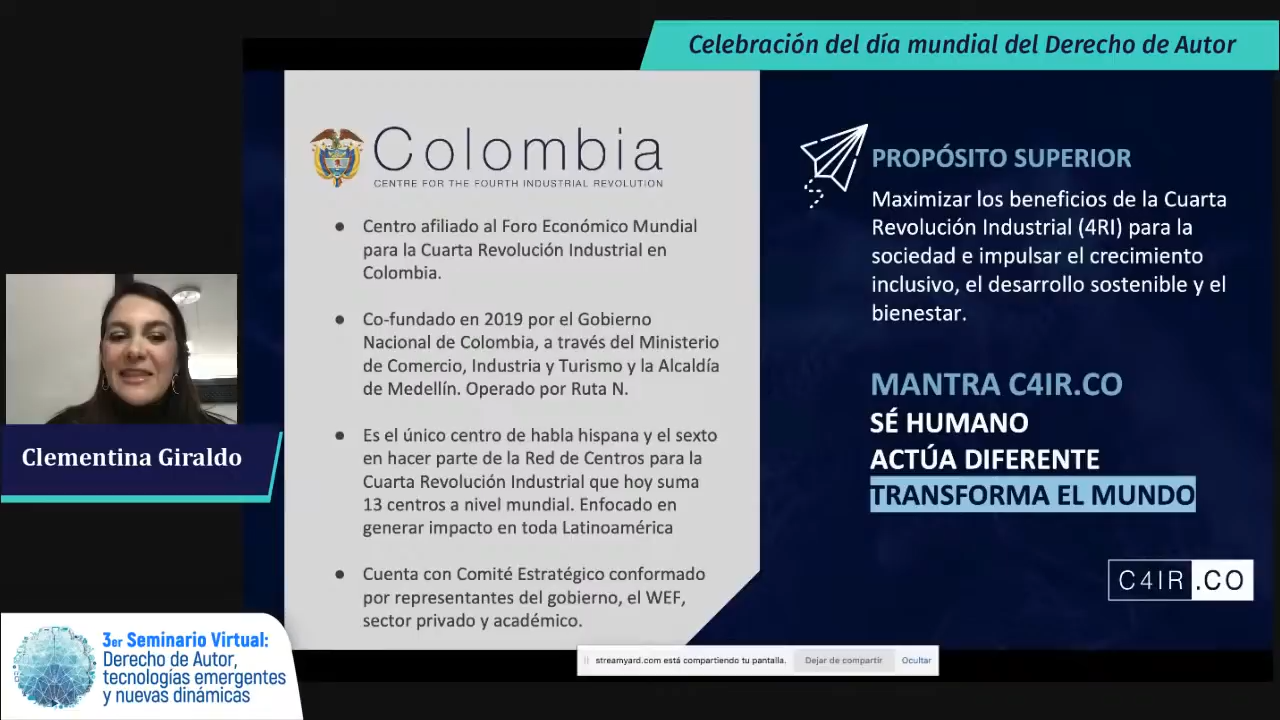 Celebración del día mundial del Derecho de Autor
Colombia
CENTRE FOR THE FOURTH INDUSTRIAL REVOLUTION
● Centro afiliado al Foro Económico Mundial
para la Cuarta Revolución Industrial en
Colombia.
● Co-fundado en 2019 por el Gobierno
Nacional de Colombia, a través del Ministerio
de Comercio, Industria y Turismo y la Alcaldía
de Medellín. Operado por Ruta N.
● Es el único centro de habla hispana y el sexto
en hacer parte de la Red de Centros para la
Cuarta Revolución Industrial que hoy suma
13 centros a nivel mundial. Enfocado en
generar impacto en toda Latinoamérica
● Cuenta con Comité Estratégico conformado
por representantes del gobierno, el WEF,
sector privado y académico.
PROPÓSITO SUPERIOR
Maximizar los beneficios de la Cuarta
Revolución Industrial (4RI) para la
sociedad e impulsar el crecimiento
inclusivo, el desarrollo sostenible y el
bienestar.
MANTRA C4IR.CO
SÉ HUMANO
ACTÚA DIFERENTE
TRANSFORMA EL MUNDO
C4IR.CO
Clementina Giraldo
3er Seminario Virtual:
Derecho de Autor,
tecnologías emergentes
y nuevas dinámicas
streamyard.com está compartiendo tu pantalla.
Dejar de compartir
Ocultar